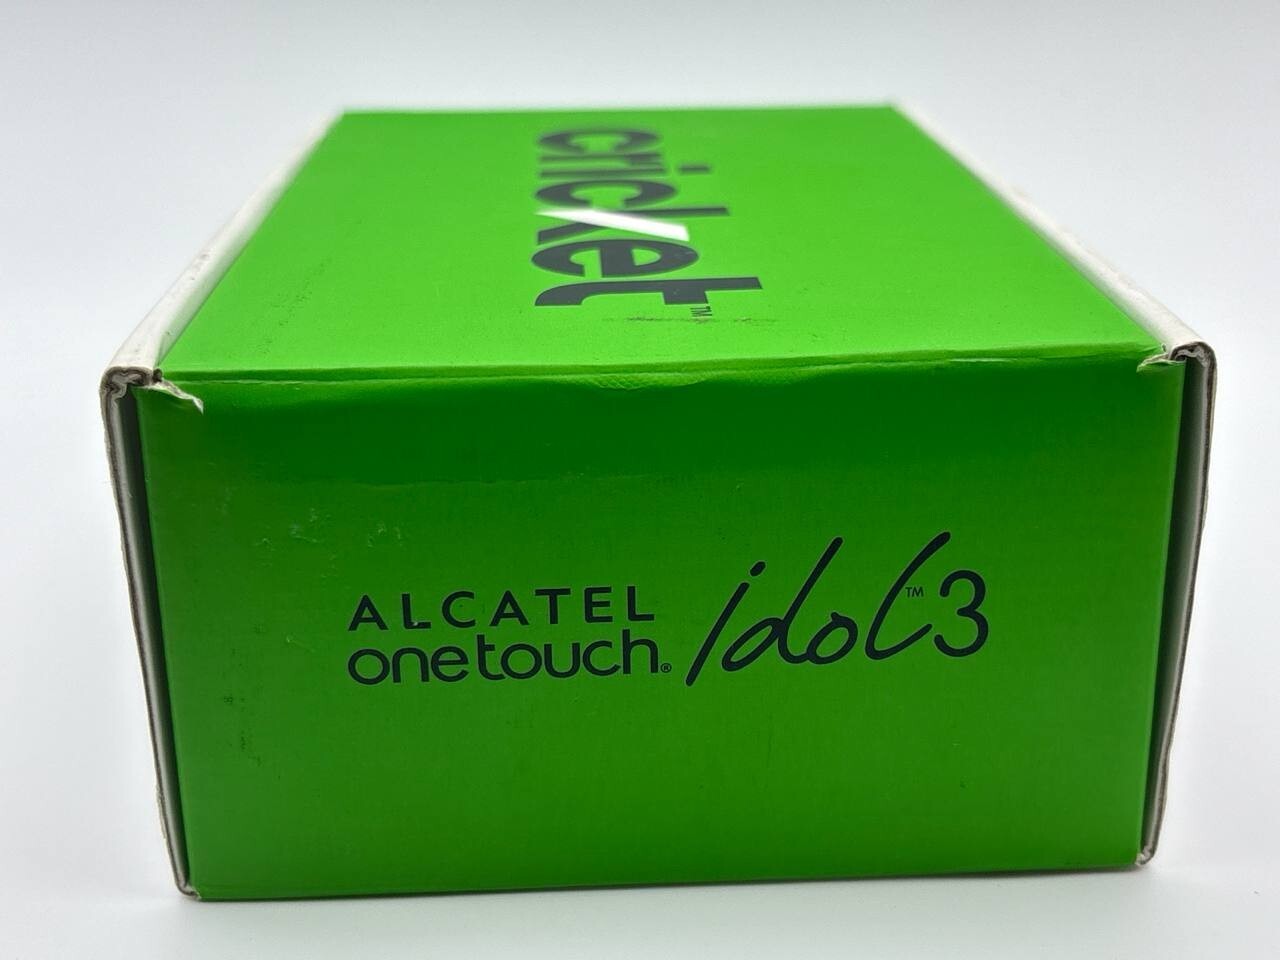 cricket™
ALCATEL
onetouch® idol™3